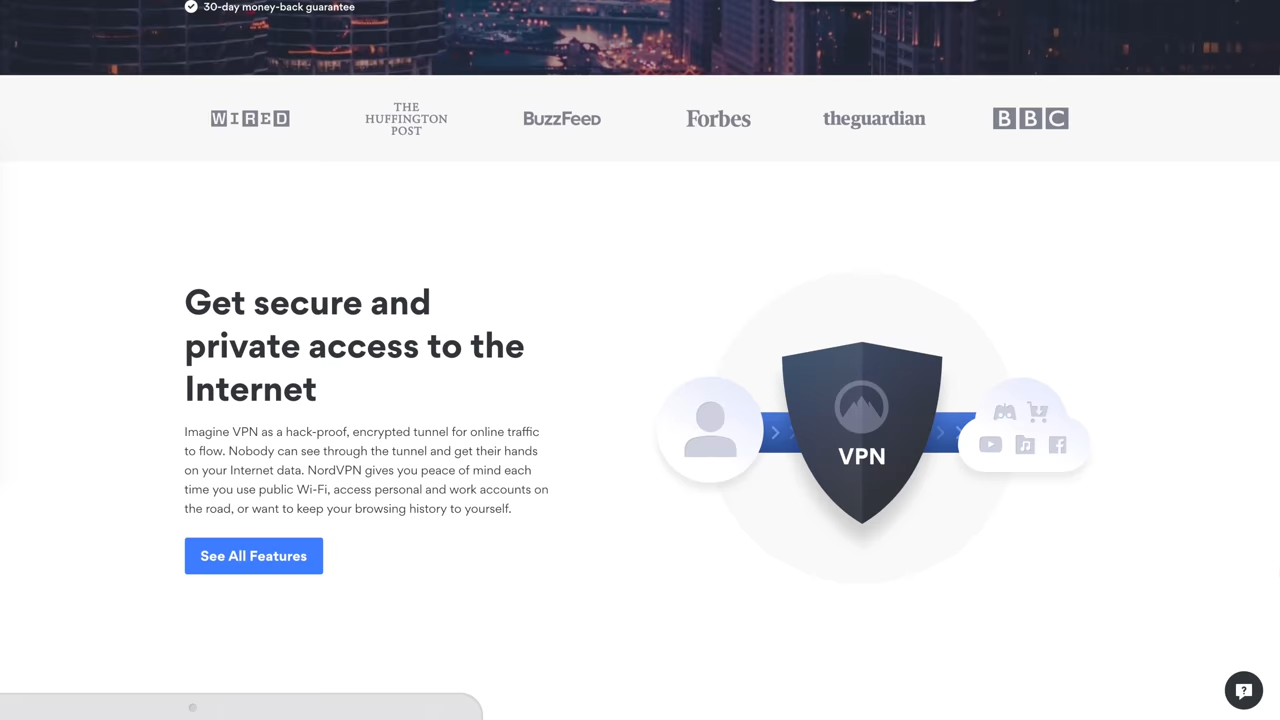 30-day money-back guarantee
WIRED
THE
HUFFINGTON
POST
BuzzFeed
Forbes
theguardian
BBC
Get secure and
private access to the
Internet
Imagine VPN as a hack-proof, encrypted tunnel for online traffic
to flow. Nobody can see through the tunnel and get their hands
on your Internet data. NordVPN gives you peace of mind each
time you use public Wi-Fi, access personal and work accounts on
the road, or want to keep your browsing history to yourself.
See All Features
VPN